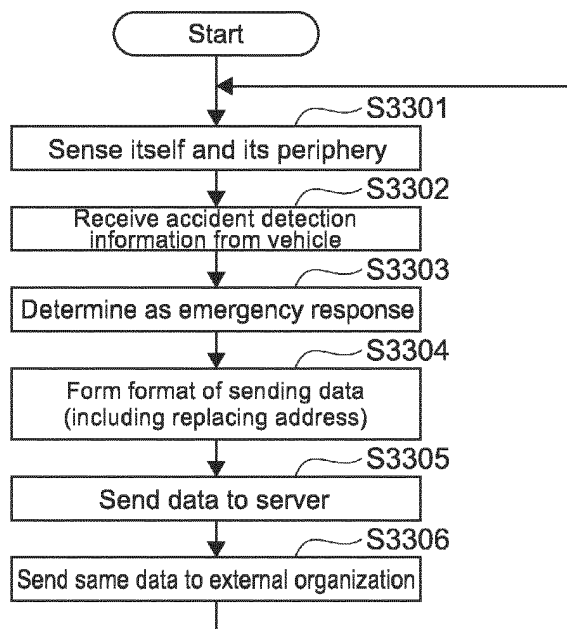 Start
S3301
Sense itself and its periphery
S3302
Receive accident detection
information from vehicle
S3303
Determine as emergency response
S3304
Form format of sending data
(including replacing address)
S3305
Send data to server
S3306
Send same data to external organization